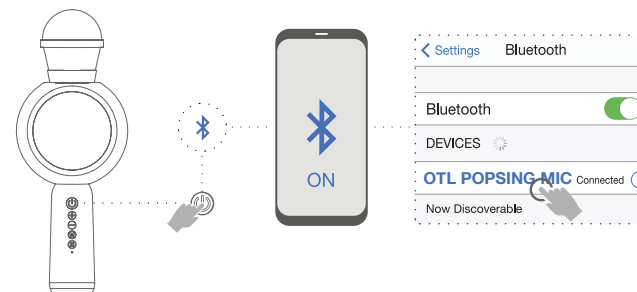 ON
Settings Bluetooth
Bluetooth
DEVICES
OTL POPSING MIC Connected
Now Discoverable